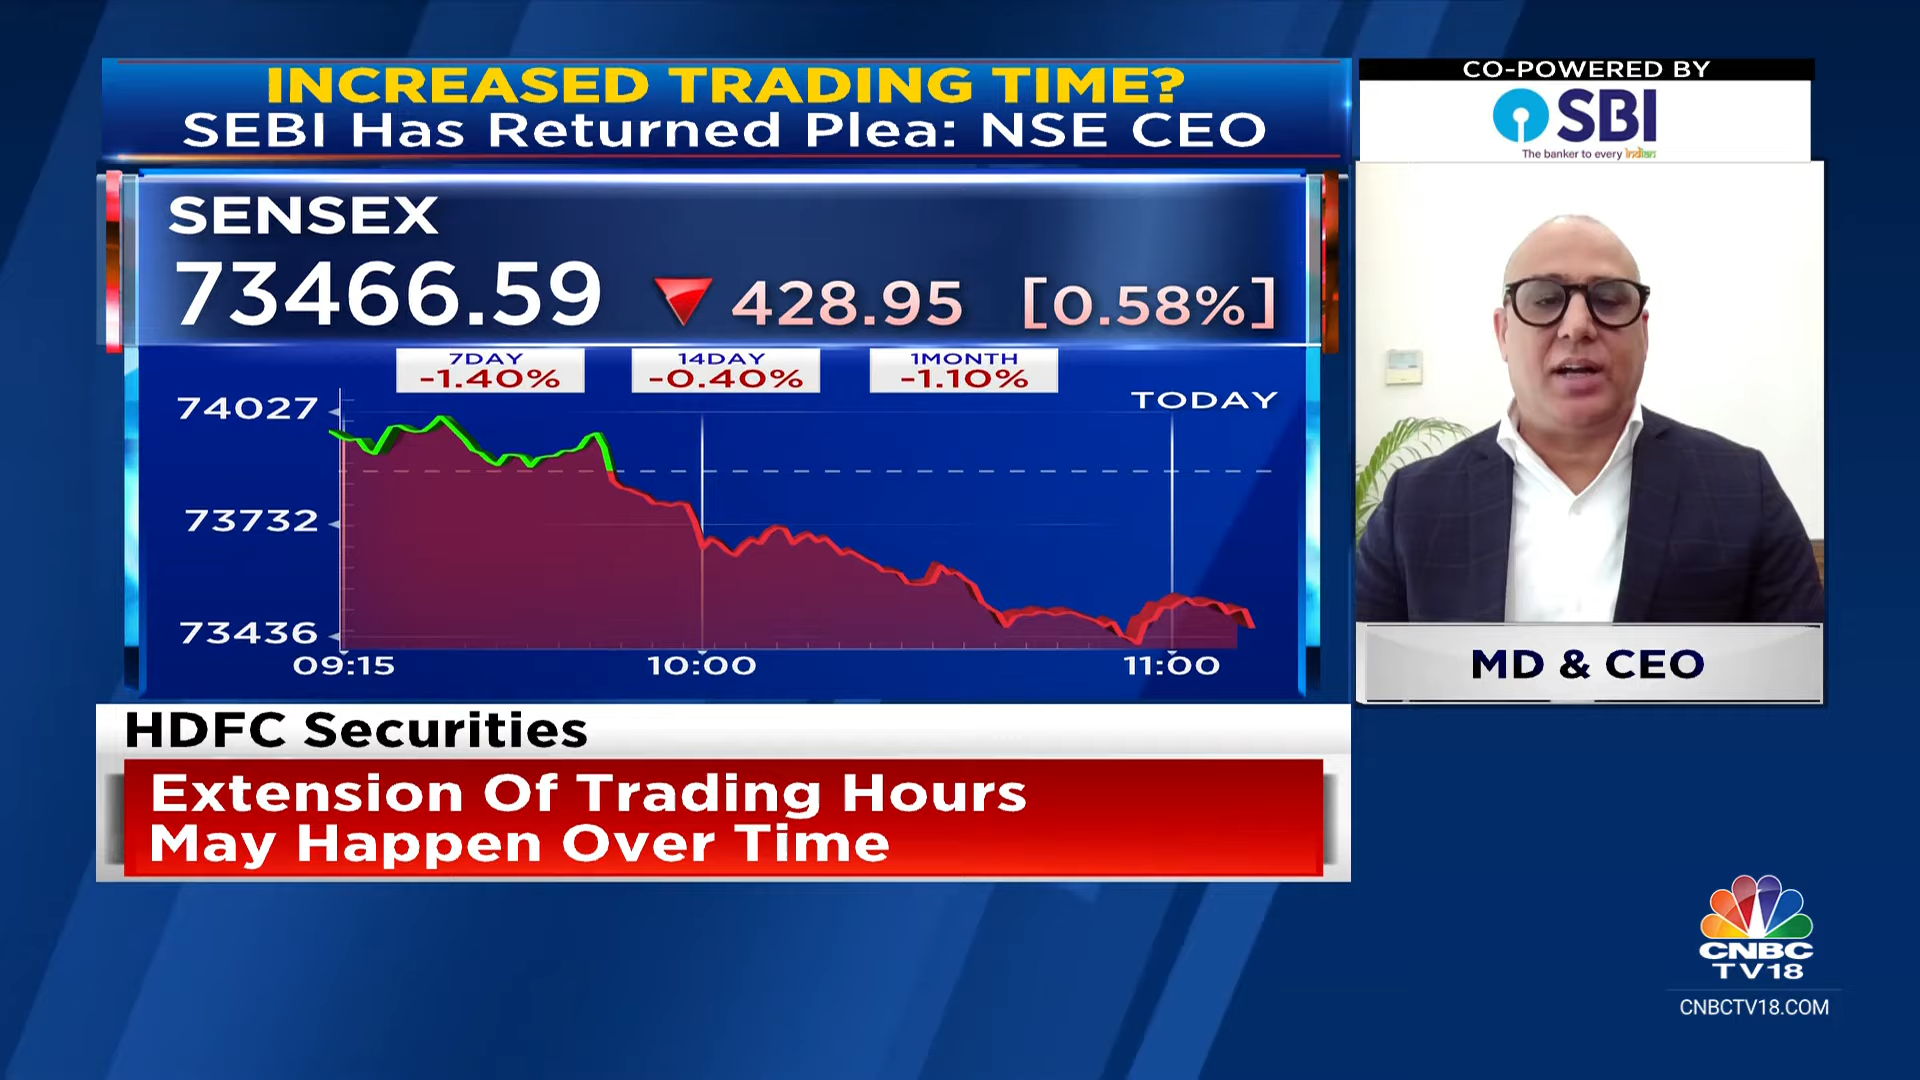 INCREASED TRADING TIME?
SEBI Has Returned Plea: NSE CEO
CO-POWERED BY
SBI
The banker to every indian
SENSEX
73466.59 428.95 [0.58%]
7DAY
-1.40%
14DAY
-0.40%
1MONTH
-1.10%
TODAY
74027
73732
73436
09:15 10:00 11:00
MD & CEO
HDFC Securities
Extension Of Trading Hours
May Happen Over Time
CNBC
TV18
CNBCTV18.COM